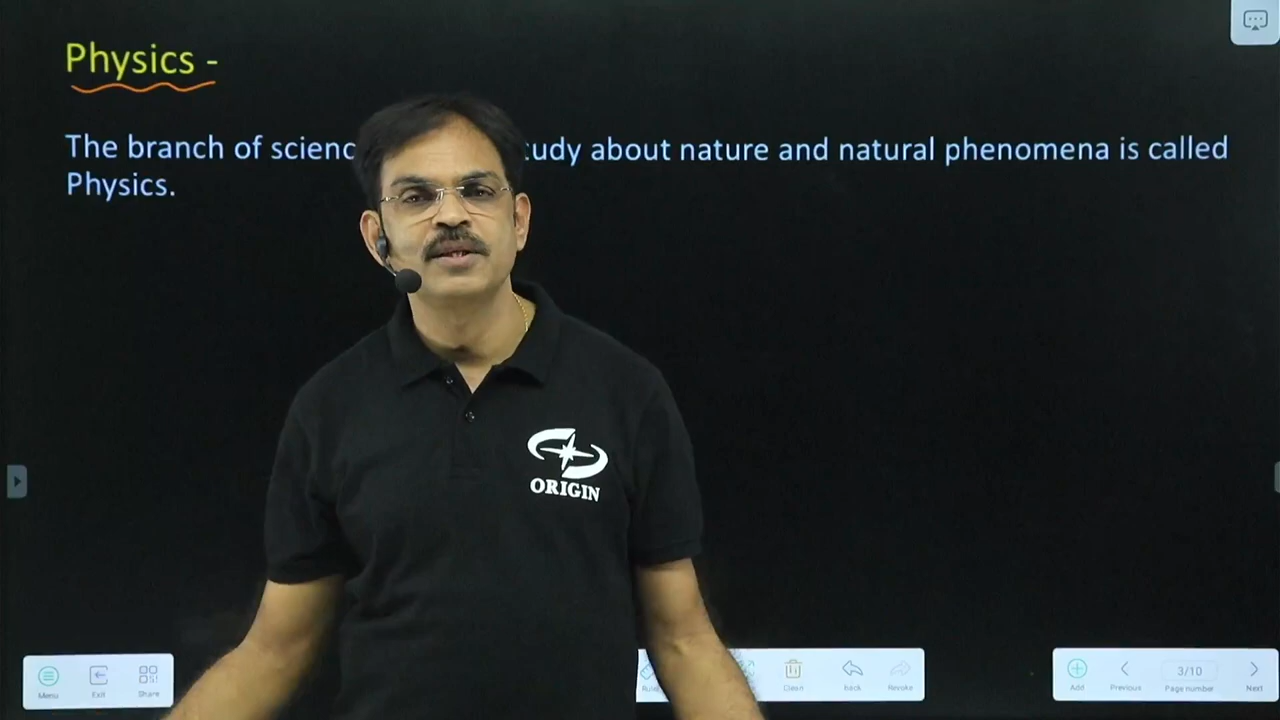 Physics -
The branch of scienc tudy about nature and natural phenomena is called
Physics.
ORIGIN
Menu Exit Share
Clean back Revoke
Add Previous 3/10 Page number Next